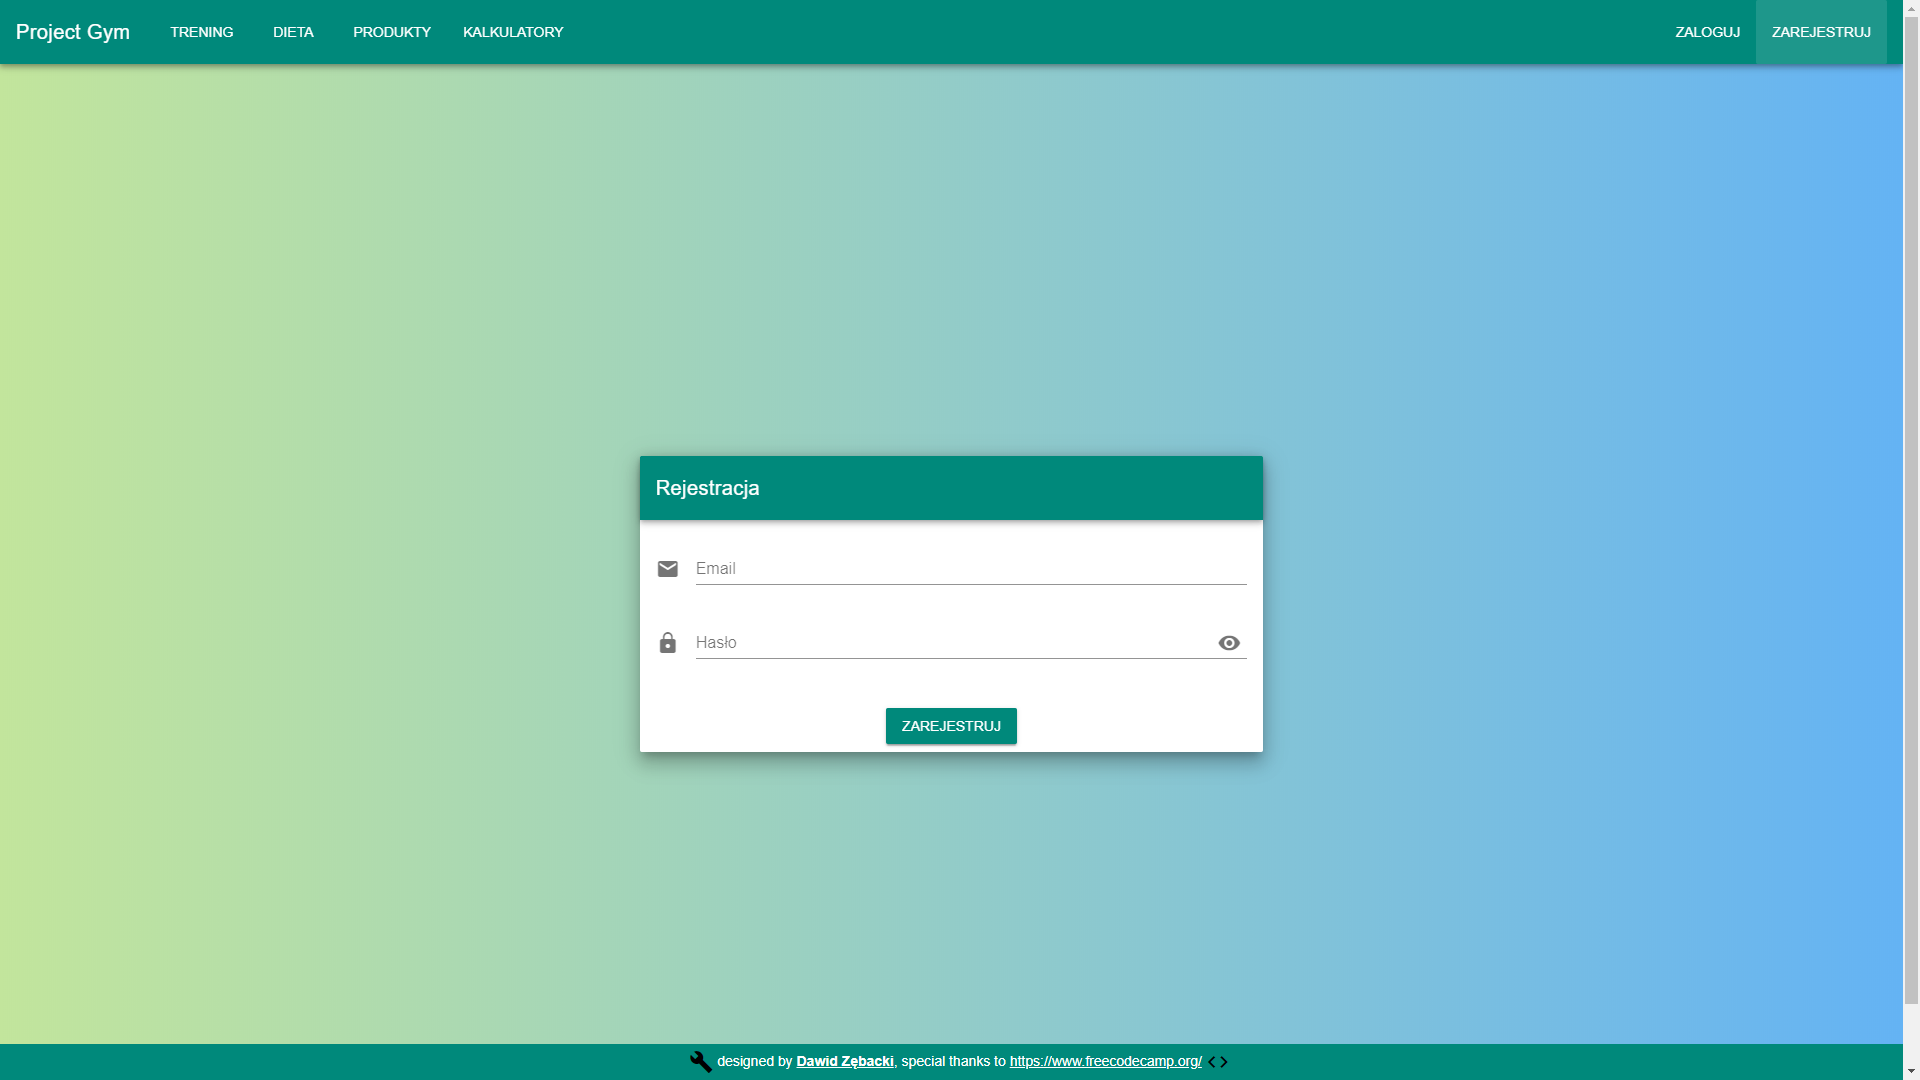 Project Gym TRENING DIETA PRODUKTY KALKULATORY ZALOGUJ ZAREJESTRUJ
Rejestracja
Email
Hasło
ZAREJESTRUJ
designed by Dawid Zębacki, special thanks to https://www.freecodecamp.org/